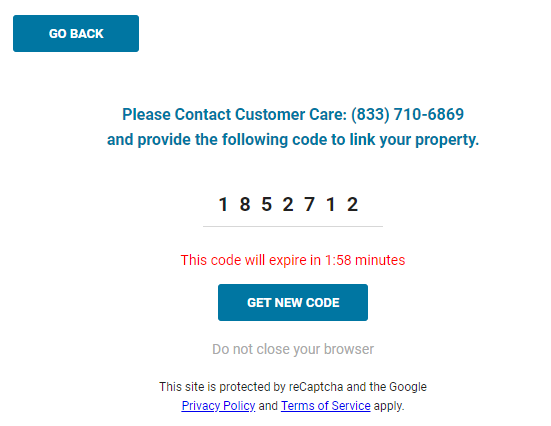 GO BACK
Please Contact Customer Care: (833) 710-6869
and provide the following code to link your property.
1 8 5 2 7 1 2
This code will expire in 1:58 minutes
GET NEW CODE
Do not close your browser
This site is protected by reCaptcha and the Google
Privacy Policy and Terms of Service apply.